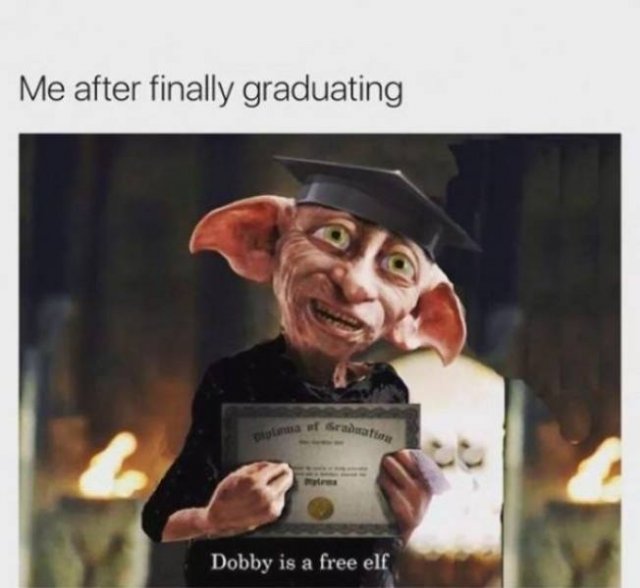 Me after finally graduating
Diploma of Graduation
Diploma
Dobby is a free elf